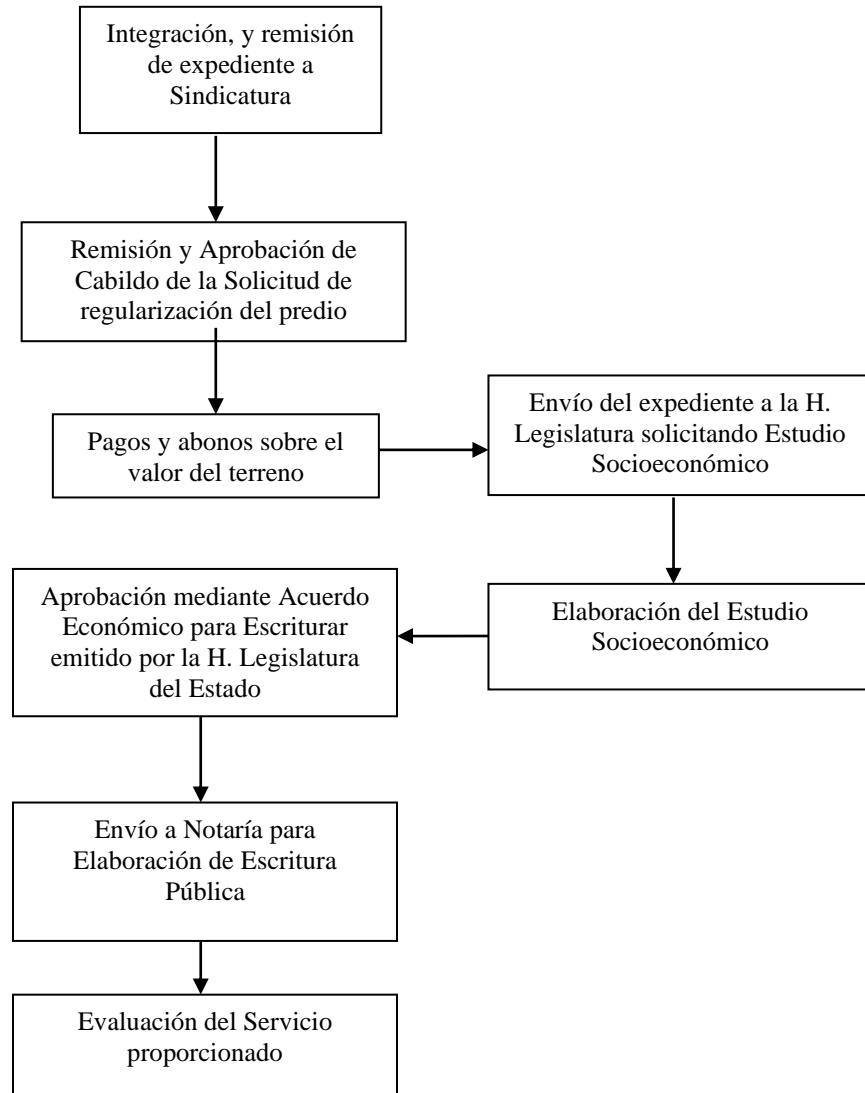 Integración, y remisión
de expediente a
Sindicatura
Remisión y Aprobación de
Cabildo de la Solicitud de
regularización del predio
Pagos y abonos sobre el
valor del terreno
Envío del expediente a la H.
Legislatura solicitando Estudio
Socioeconómico
Elaboración del Estudio
Socioeconómico
Aprobación mediante Acuerdo
Económico para Escriturar
emitido por la H. Legislatura
del Estado
Envío a Notaría para
Elaboración de Escritura
Pública
Evaluación del Servicio
proporcionado